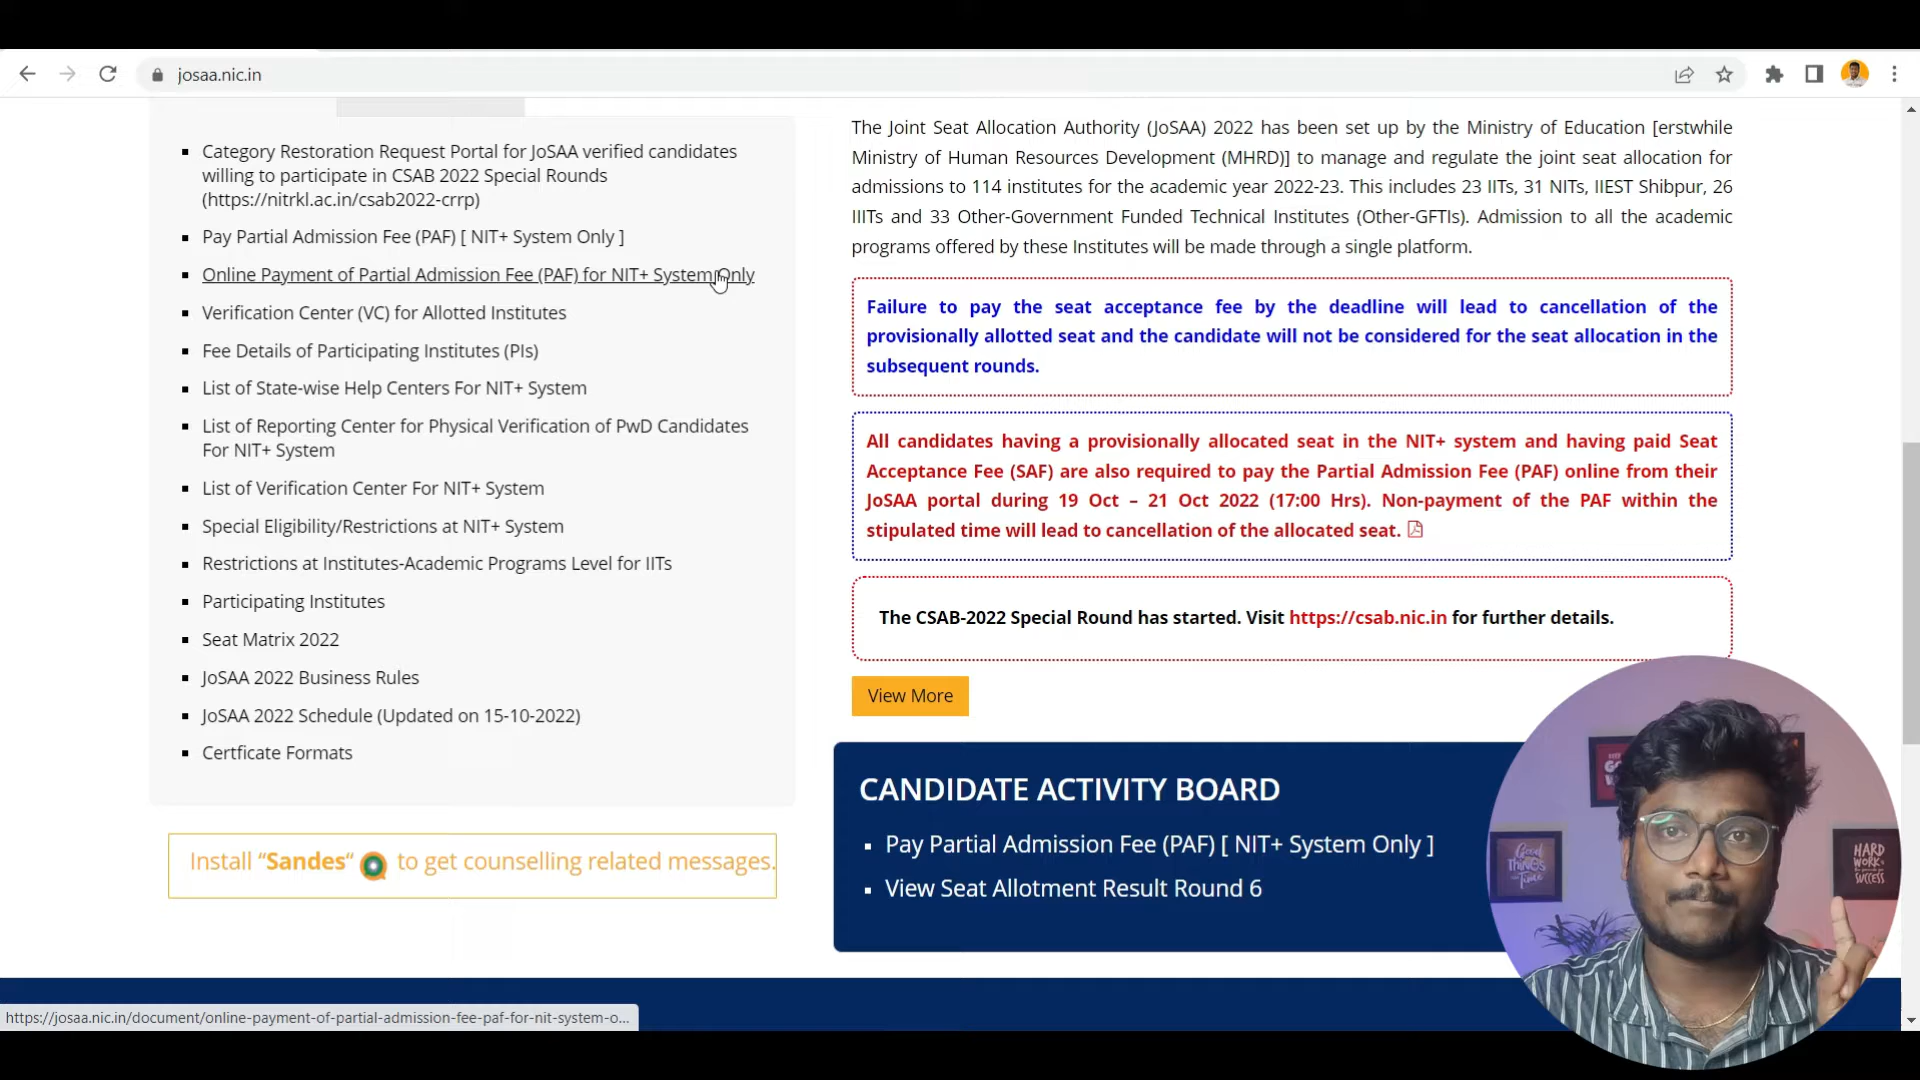 josaa.nic.in
Category Restoration Request Portal for JoSAA verified candidates
willing to participate in CSAB 2022 Special Rounds
(https://nitrkl.ac.in/csab2022-crrp)
Pay Partial Admission Fee (PAF) [ NIT+ System Only ]
Online Payment of Partial Admission Fee (PAF) for NIT+ System Only
Verification Center (VC) for Allotted Institutes
Fee Details of Participating Institutes (PIs)
List of State-wise Help Centers For NIT+ System
List of Reporting Center for Physical Verification of PwD Candidates
For NIT+ System
List of Verification Center For NIT+ System
Special Eligibility/Restrictions at NIT+ System
Restrictions at Institutes-Academic Programs Level for IITs
Participating Institutes
Seat Matrix 2022
JoSAA 2022 Business Rules
JoSAA 2022 Schedule (Updated on 15-10-2022)
Certficate Formats
Install “Sandes“ to get counselling related messages.
The Joint Seat Allocation Authority (JoSAA) 2022 has been set up by the Ministry of Education [erstwhile
Ministry of Human Resources Development (MHRD)] to manage and regulate the joint seat allocation for
admissions to 114 institutes for the academic year 2022-23. This includes 23 IITs, 31 NITs, IIEST Shibpur, 26
IIITs and 33 Other-Government Funded Technical Institutes (Other-GFTIs). Admission to all the academic
programs offered by these Institutes will be made through a single platform.
Failure to pay the seat acceptance fee by the deadline will lead to cancellation of the
provisionally allotted seat and the candidate will not be considered for the seat allocation in the
subsequent rounds.
All candidates having a provisionally allocated seat in the NIT+ system and having paid Seat
Acceptance Fee (SAF) are also required to pay the Partial Admission Fee (PAF) online from their
JoSAA portal during 19 Oct – 21 Oct 2022 (17:00 Hrs). Non-payment of the PAF within the
stipulated time will lead to cancellation of the allocated seat.
The CSAB-2022 Special Round has started. Visit https://csab.nic.in for further details.
View More
CANDIDATE ACTIVITY BOARD
Pay Partial Admission Fee (PAF) [ NIT+ System Only ]
View Seat Allotment Result Round 6
Good
THINGS
Time
HARD
WORK
SUCCESS
https://josaa.nic.in/document/online-payment-of-partial-admission-fee-paf-for-nit-system-o...